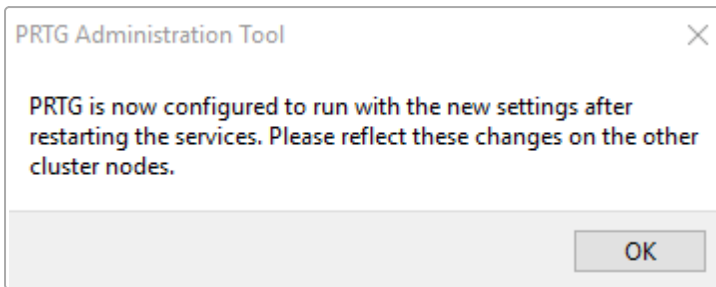 PRTG Administration Tool
PRTG is now configured to run with the new settings after
restarting the services. Please reflect these changes on the other
cluster nodes.
OK